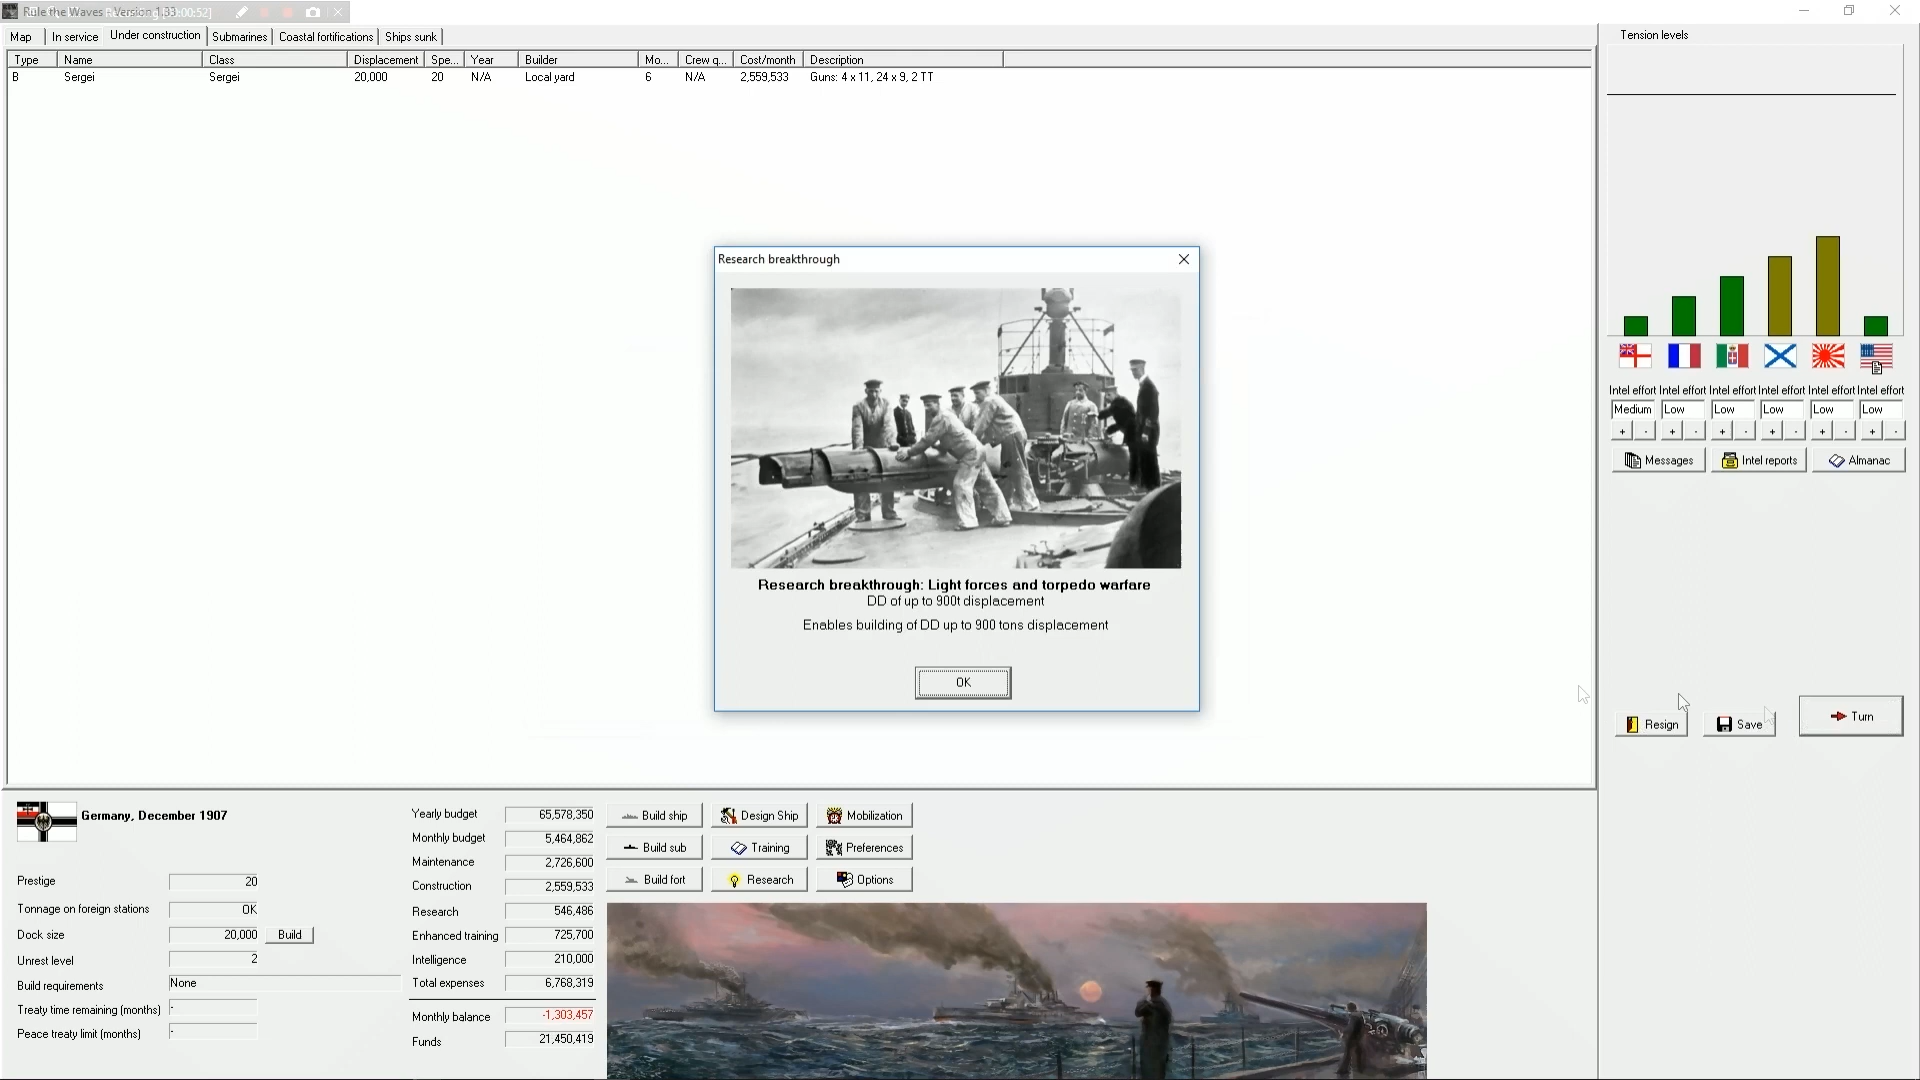 Rule the Waves - Version 1.33
Recording [00:00:52]
Map In service Under construction Submarines Coastal fortifications Ships sunk
Type Name Class Displacement Spe... Year Builder Mo... Crew q... Cost/month Description
B Sergei Sergei 20,000 20 N/A Local yard 6 N/A 2,559,533 Guns: 4 x 11, 24 x 9, 2 TT
Tension levels
Intel effort Intel effort Intel effort Intel effort Intel effort Intel effort
Medium Low Low Low Low Low
+ - + - + - + - + - + -
Messages Intel reports Almanac
Resign Save Turn
Research breakthrough
Research breakthrough: Light forces and torpedo warfare
DD of up to 900t displacement
Enables building of DD up to 900 tons displacement
OK
Germany, December 1907
Prestige 20
Tonnage on foreign stations OK
Dock size 20,000 Build
Unrest level 2
Build requirements None
Treaty time remaining (months) -
Peace treaty limit (months) -
Yearly budget 65,578,350
Monthly budget 5,464,862
Maintenance 2,726,600
Construction 2,559,533
Research 546,486
Enhanced training 725,700
Intelligence 210,000
Total expenses 6,768,319
Monthly balance -1,303,457
Funds 21,450,419
Build ship Design Ship Mobilization
Build sub Training Preferences
Build fort Research Options